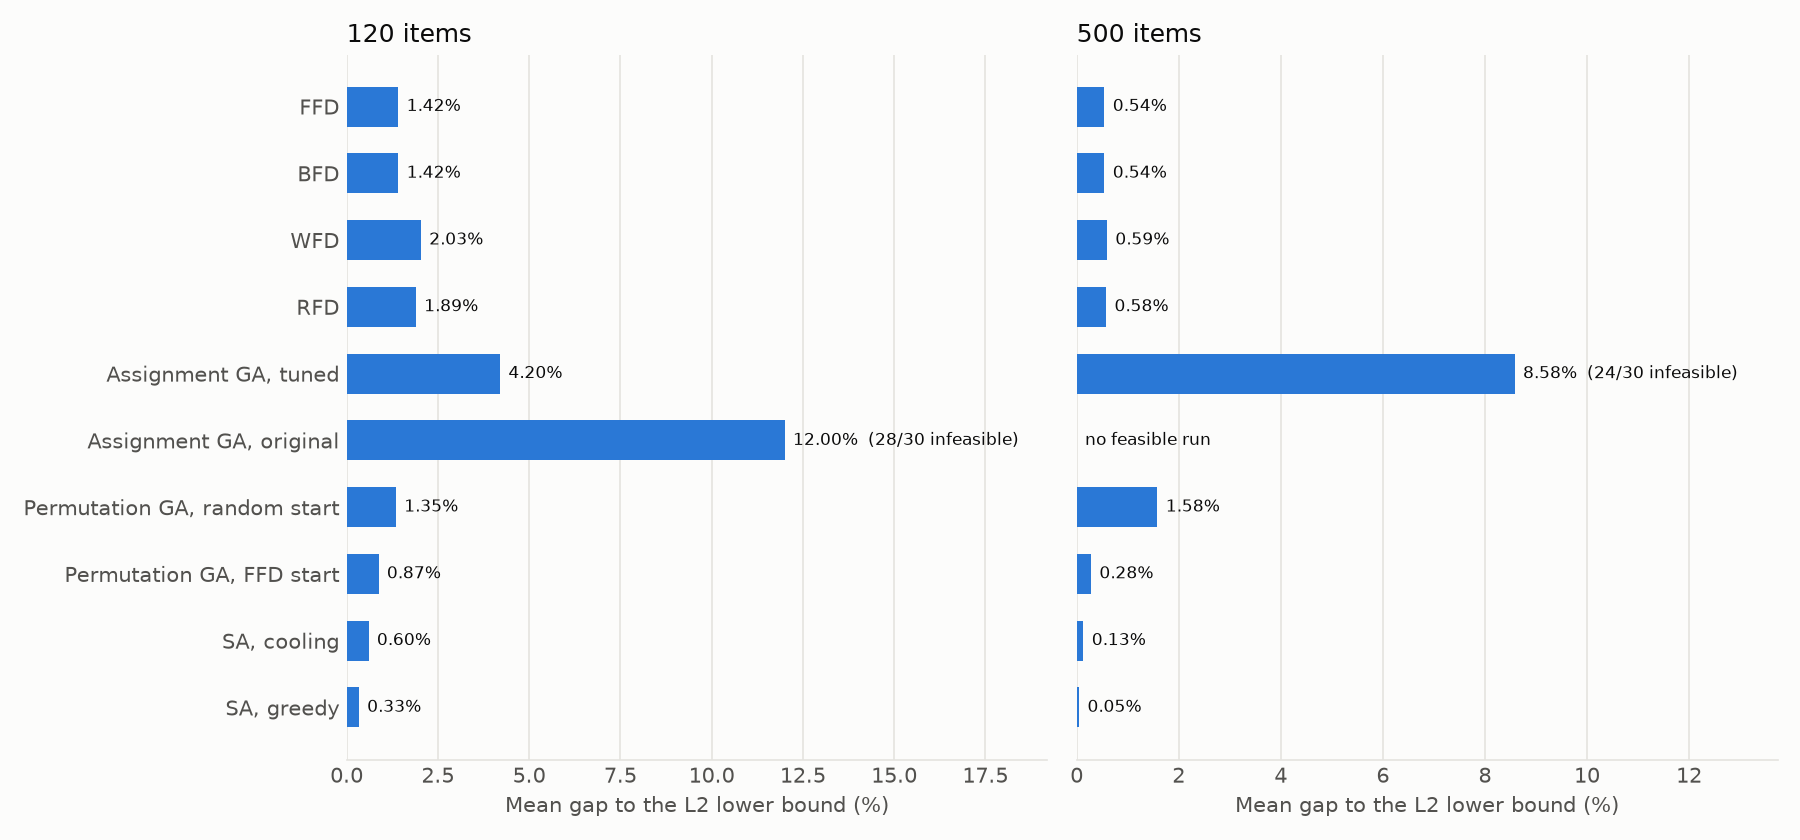 120 items
FFD 1.42%
BFD 1.42%
WFD 2.03%
RFD 1.89%
Assignment GA, tuned 4.20%
Assignment GA, original 12.00% (28/30 infeasible)
Permutation GA, random start 1.35%
Permutation GA, FFD start 0.87%
SA, cooling 0.60%
SA, greedy 0.33%
0.0 2.5 5.0 7.5 10.0 12.5 15.0 17.5
Mean gap to the L2 lower bound (%)
500 items
0.54%
0.54%
0.59%
0.58%
8.58% (24/30 infeasible)
no feasible run
1.58%
0.28%
0.13%
0.05%
0 2 4 6 8 10 12
Mean gap to the L2 lower bound (%)